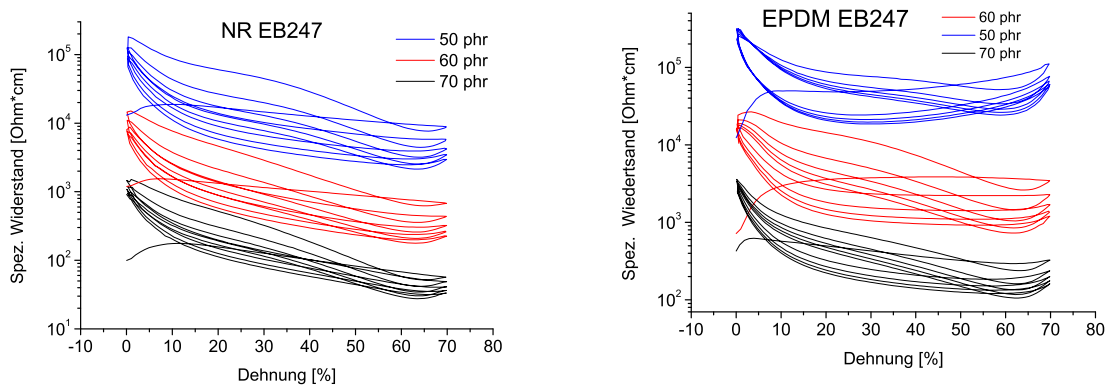 NR EB247
50 phr
60 phr
70 phr
Spez. Widerstand [Ohm*cm]
10^5
10^4
10^3
10^2
10^1
-10 0 10 20 30 40 50 60 70 80
Dehnung [%]
EPDM EB247
60 phr
50 phr
70 phr
Spez. Wiedertsand [Ohm*cm]
10^5
10^4
10^3
10^2
-10 0 10 20 30 40 50 60 70 80
Dehnung [%]